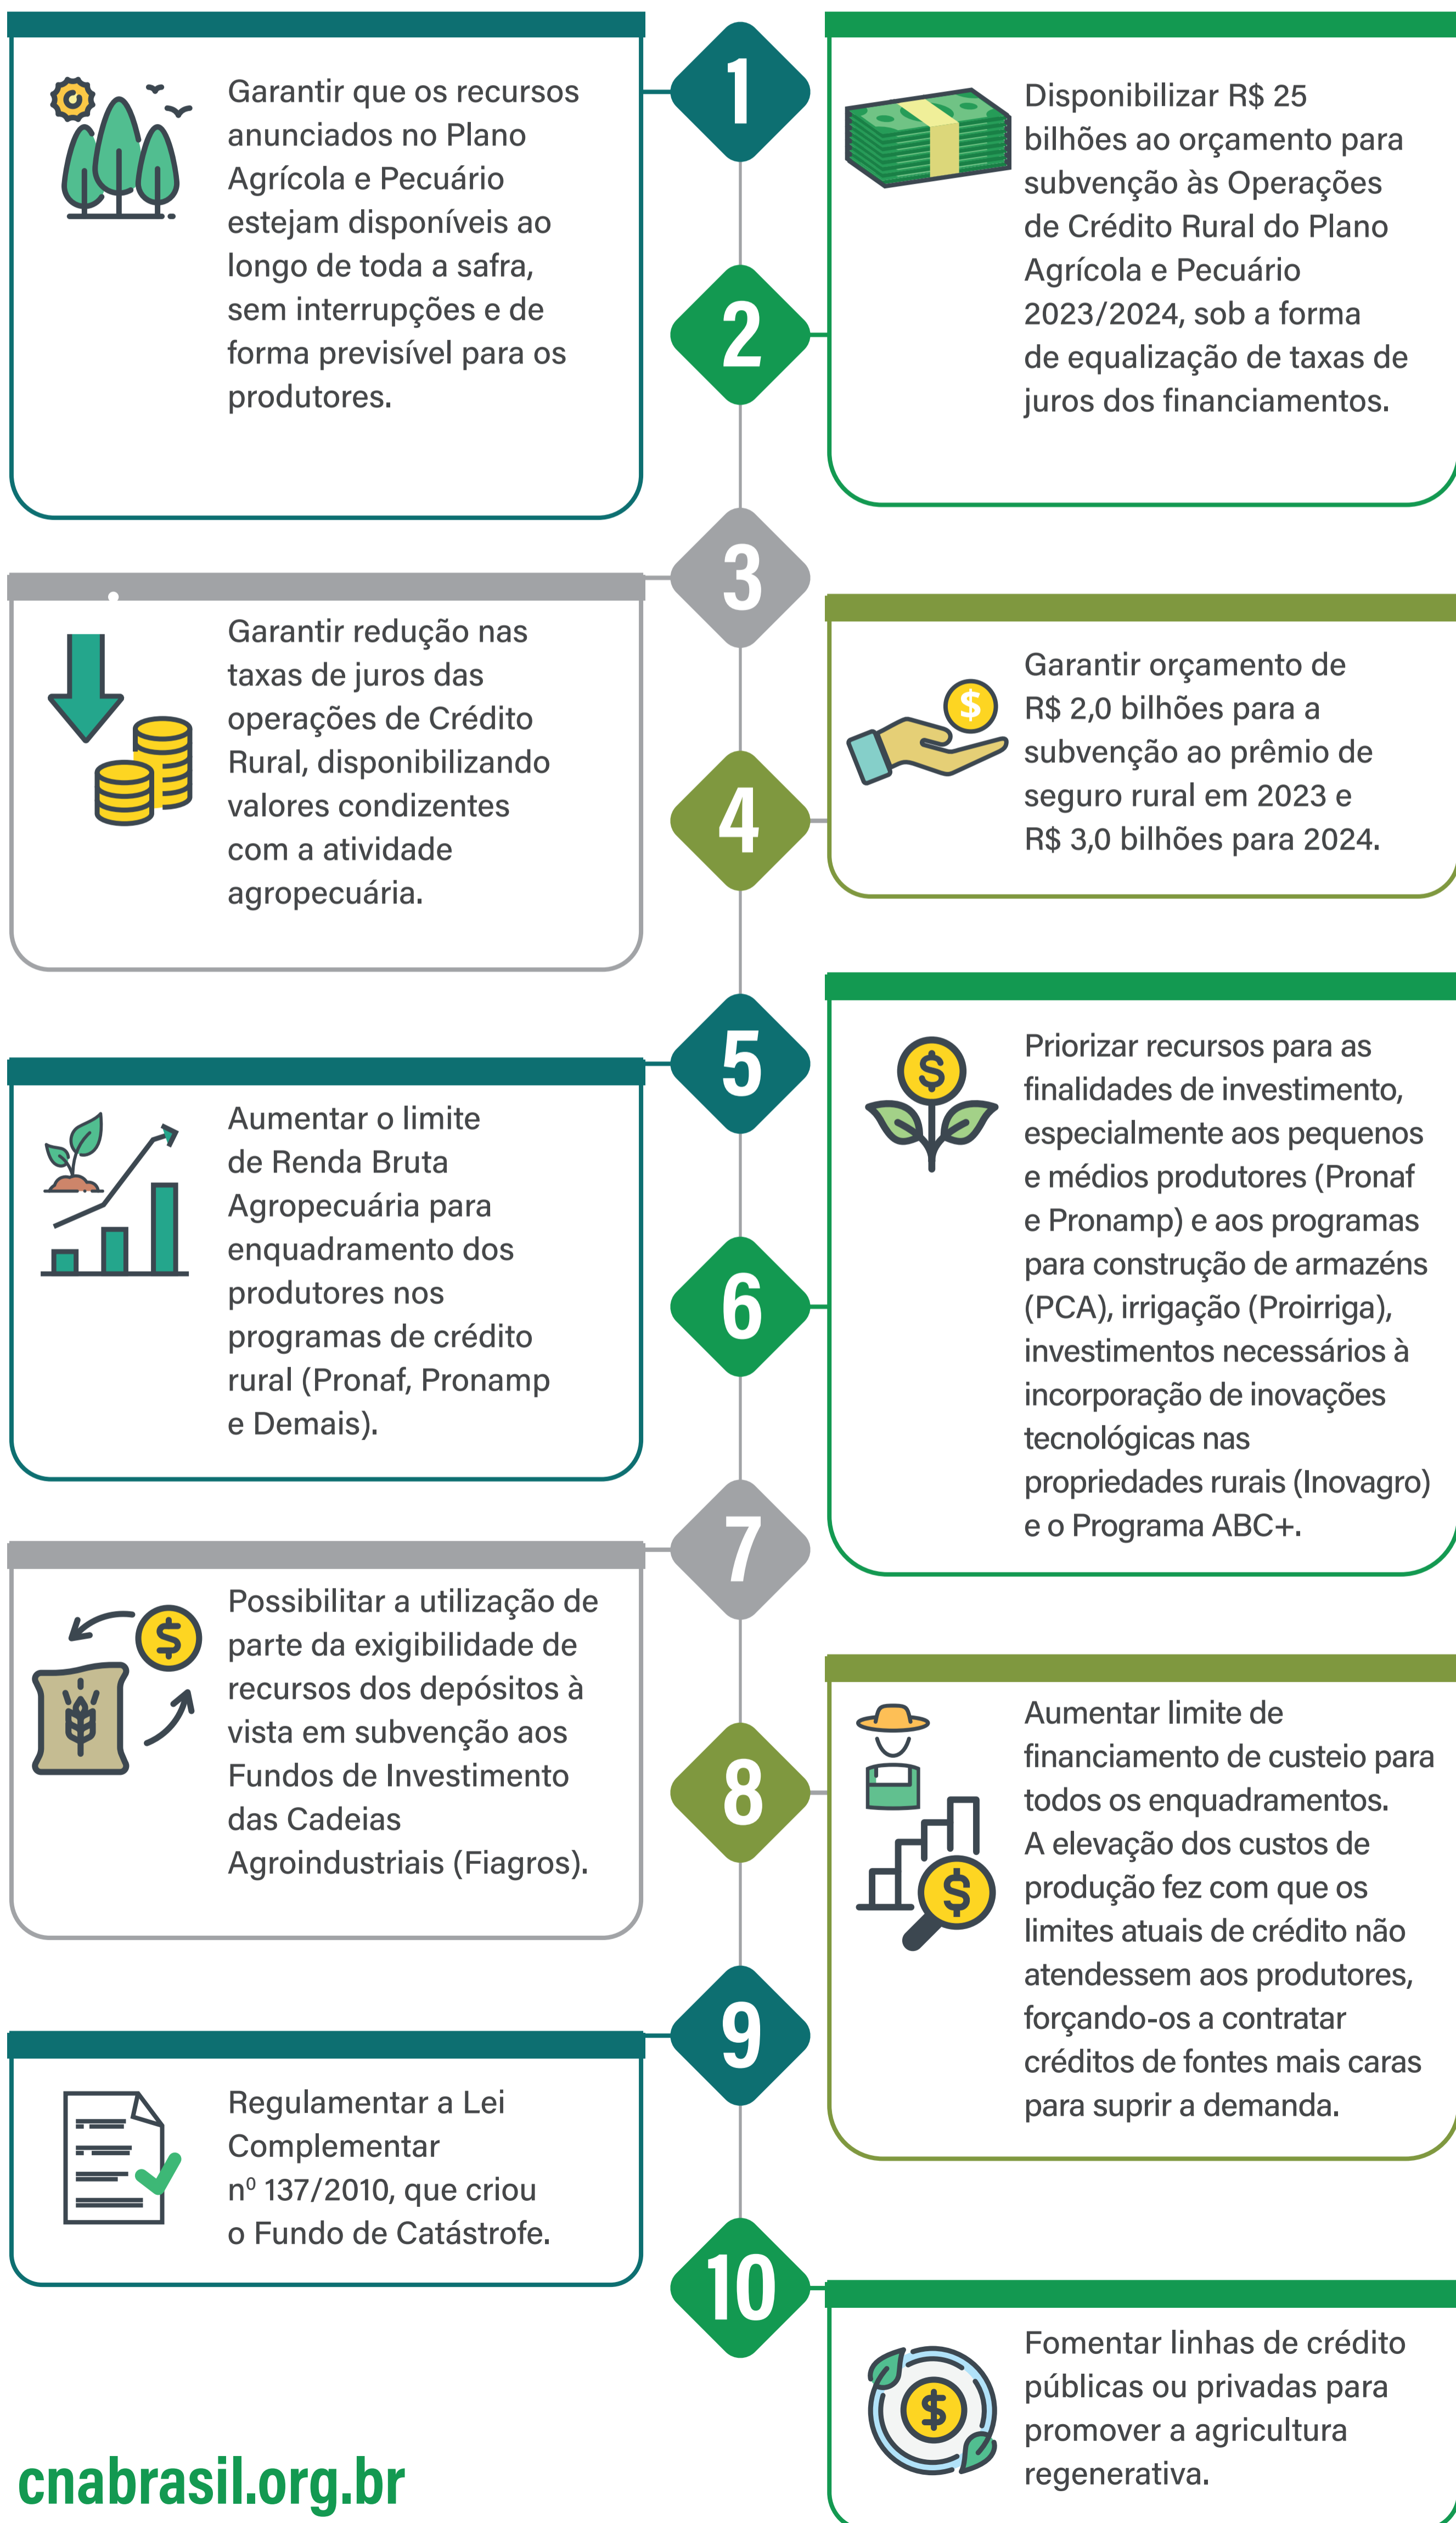 1
Garantir que os recursos
anunciados no Plano
Agrícola e Pecuário
estejam disponíveis ao
longo de toda a safra,
sem interrupções e de
forma previsível para os
produtores.
2
Disponibilizar R$ 25
bilhões ao orçamento para
subvenção às Operações
de Crédito Rural do Plano
Agrícola e Pecuário
2023/2024, sob a forma
de equalização de taxas de
juros dos financiamentos.
3
Garantir redução nas
taxas de juros das
operações de Crédito
Rural, disponibilizando
valores condizentes
com a atividade
agropecuária.
4
Garantir orçamento de
R$ 2,0 bilhões para a
subvenção ao prêmio de
seguro rural em 2023 e
R$ 3,0 bilhões para 2024.
$
5
Aumentar o limite
de Renda Bruta
Agropecuária para
enquadramento dos
produtores nos
programas de crédito
rural (Pronaf, Pronamp
e Demais).
6
$
Priorizar recursos para as
finalidades de investimento,
especialmente aos pequenos
e médios produtores (Pronaf
e Pronamp) e aos programas
para construção de armazéns
(PCA), irrigação (Proirriga),
investimentos necessários à
incorporação de inovações
tecnológicas nas
propriedades rurais (Inovagro)
e o Programa ABC+.
7
$
Possibilitar a utilização de
parte da exigibilidade de
recursos dos depósitos à
vista em subvenção aos
Fundos de Investimento
das Cadeias
Agroindustriais (Fiagros).
8
$
Aumentar limite de
financiamento de custeio para
todos os enquadramentos.
A elevação dos custos de
produção fez com que os
limites atuais de crédito não
atendessem aos produtores,
forçando-os a contratar
créditos de fontes mais caras
para suprir a demanda.
9
Regulamentar a Lei
Complementar
nº 137/2010, que criou
o Fundo de Catástrofe.
10
$
Fomentar linhas de crédito
públicas ou privadas para
promover a agricultura
regenerativa.
cnabrasil.org.br